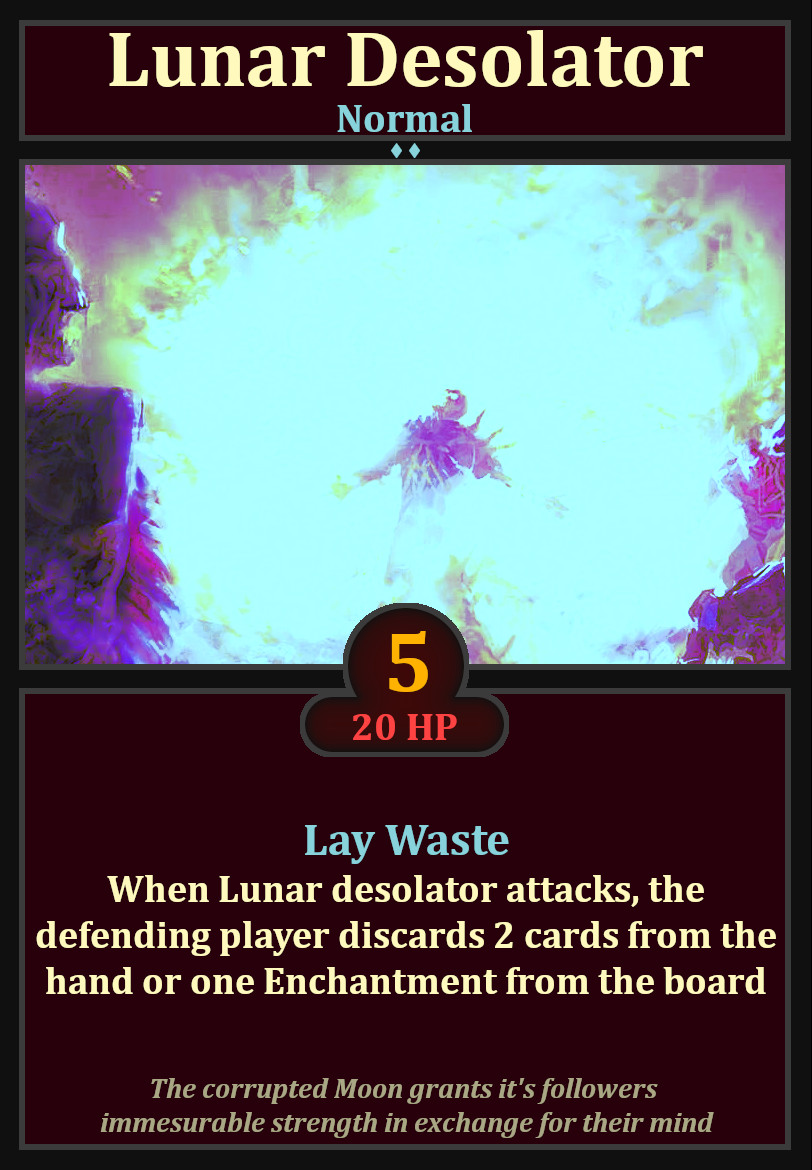 Lunar Desolator
Normal
♦♦
5
20 HP
Lay Waste
When Lunar desolator attacks, the
defending player discards 2 cards from the
hand or one Enchantment from the board
The corrupted Moon grants it's followers
immesurable strength in exchange for their mind